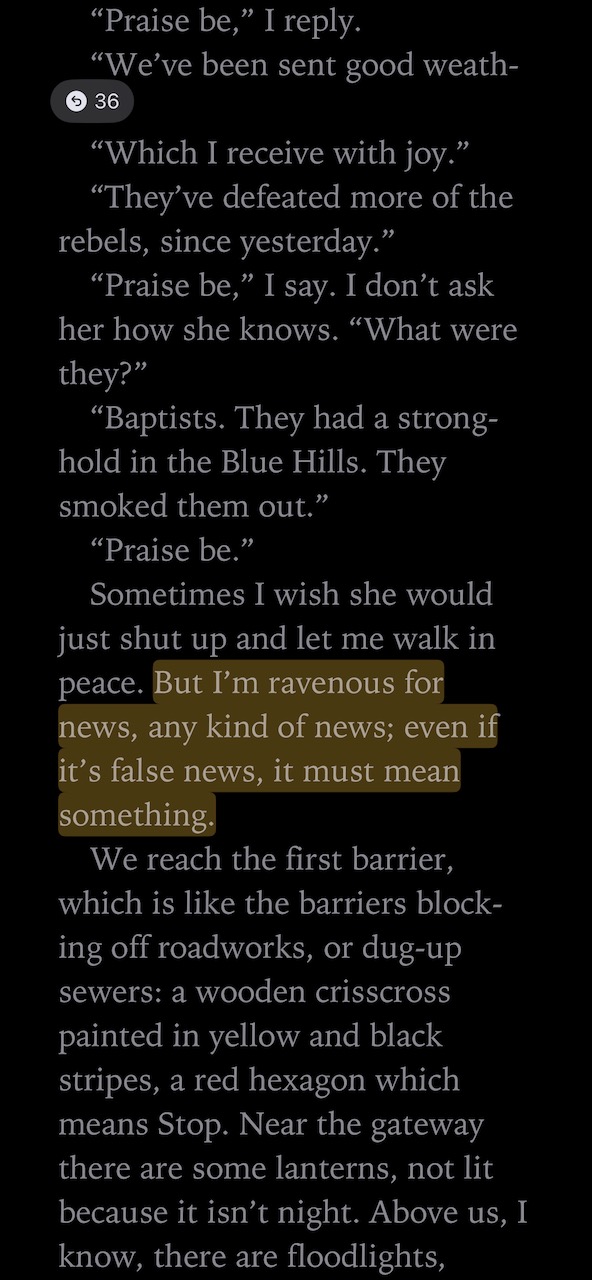 “Praise be,” I reply.
“We’ve been sent good weath-
36
“Which I receive with joy.”
“They’ve defeated more of the
rebels, since yesterday.”
“Praise be,” I say. I don’t ask
her how she knows. “What were
they?”
“Baptists. They had a strong-
hold in the Blue Hills. They
smoked them out.”
“Praise be.”
Sometimes I wish she would
just shut up and let me walk in
peace. But I’m ravenous for
news, any kind of news; even if
it’s false news, it must mean
something.
We reach the first barrier,
which is like the barriers block-
ing off roadworks, or dug-up
sewers: a wooden crisscross
painted in yellow and black
stripes, a red hexagon which
means Stop. Near the gateway
there are some lanterns, not lit
because it isn’t night. Above us, I
know, there are floodlights,